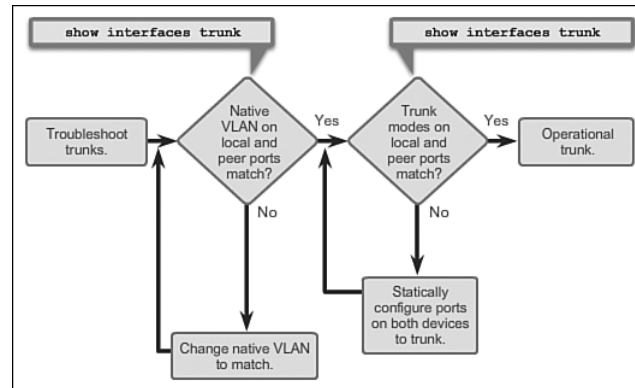 show interfaces trunk
show interfaces trunk
Troubleshoot
trunks.
Native
VLAN on
local and
peer ports
match?
Yes
Trunk
modes on
local and
peer ports
match?
Yes
Operational
trunk.
No
No
Change native VLAN
to match.
Statically
configure ports
on both devices
to trunk.